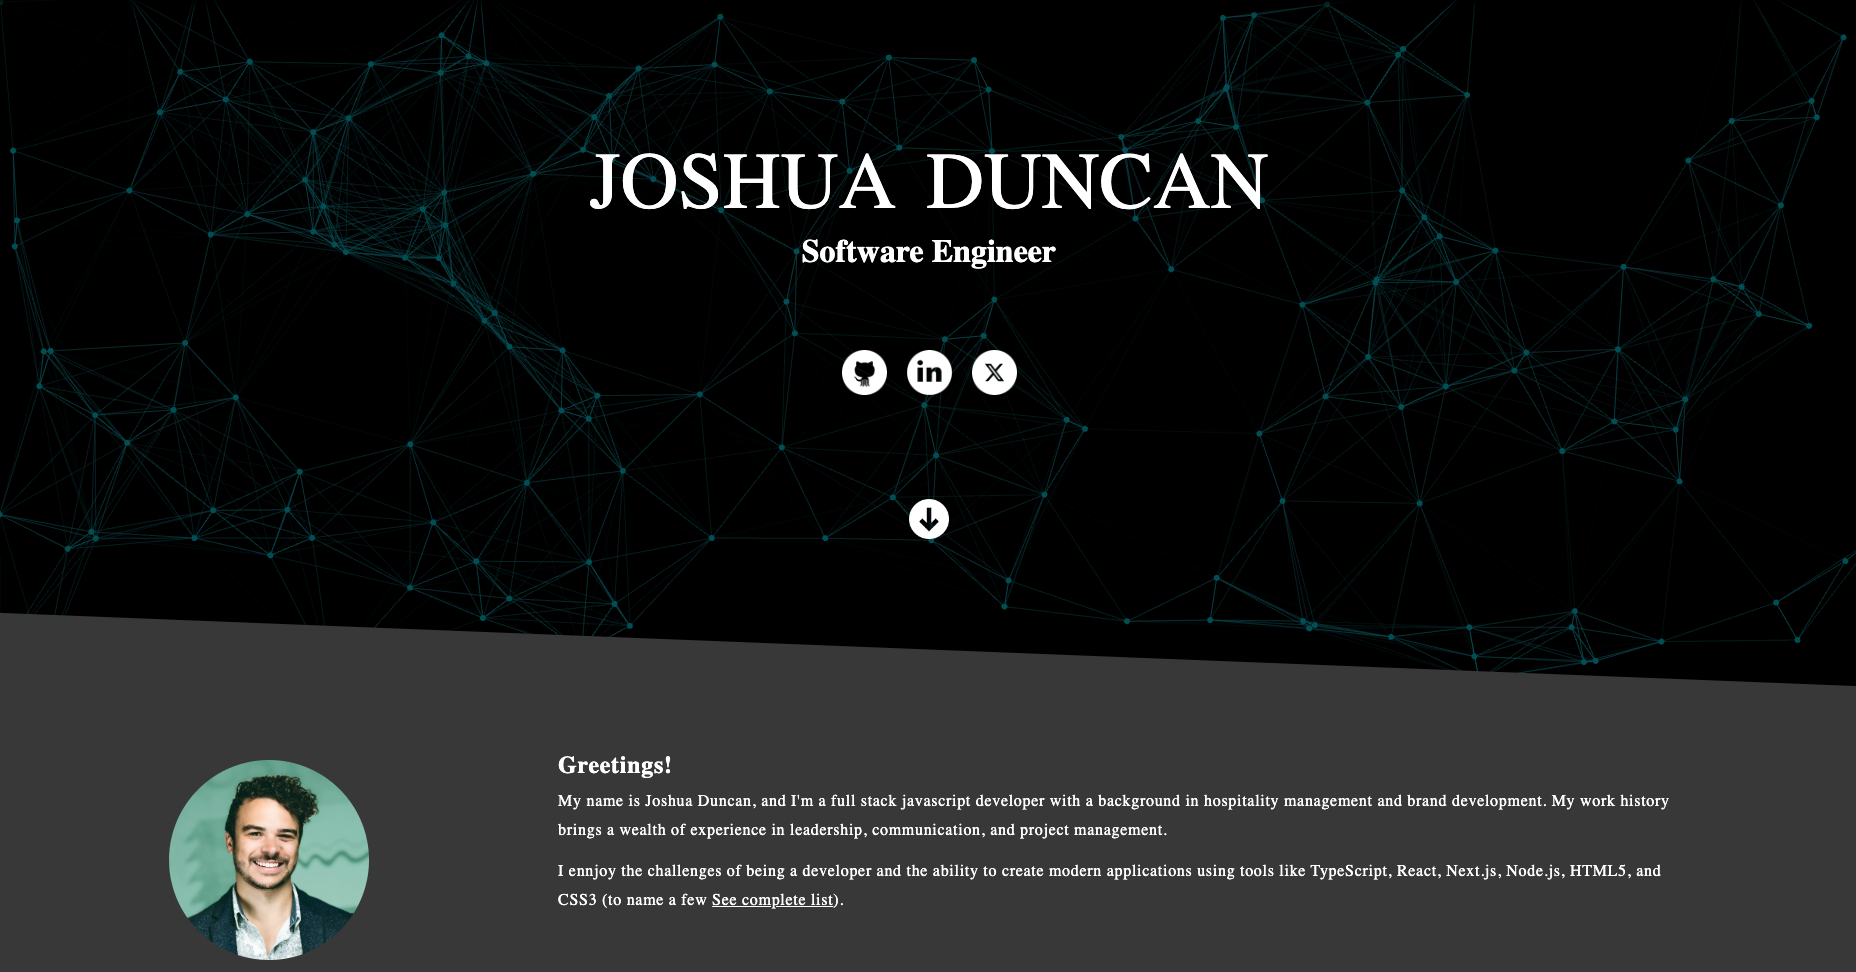 JOSHUA DUNCAN
Software Engineer
in
X
Greetings!
My name is Joshua Duncan, and I'm a full stack javascript developer with a background in hospitality management and brand development. My work history
brings a wealth of experience in leadership, communication, and project management.
I ennjoy the challenges of being a developer and the ability to create modern applications using tools like TypeScript, React, Next.js, Node.js, HTML5, and
CSS3 (to name a few See complete list).